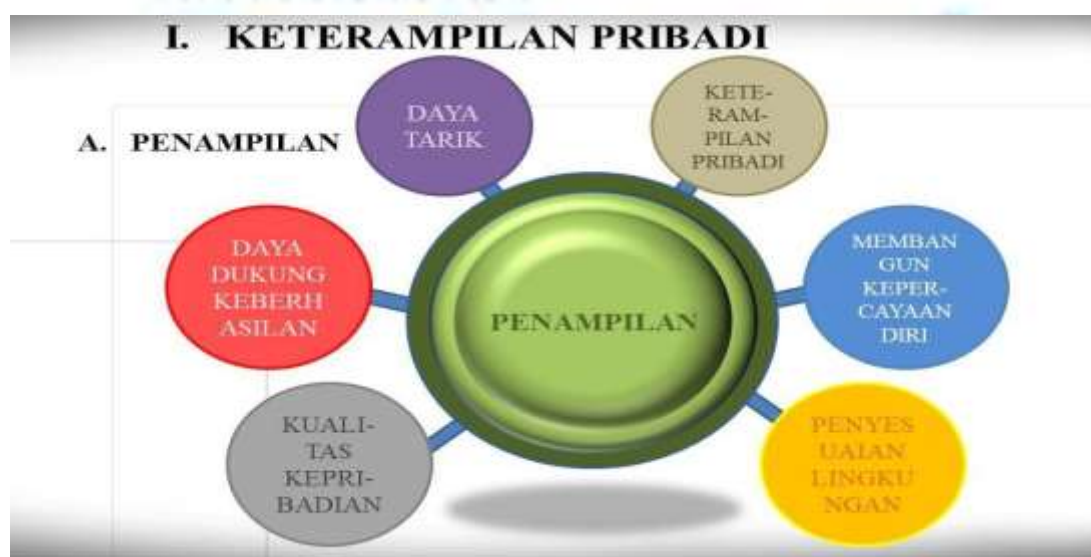 I. KETERAMPILAN PRIBADI
A. PENAMPILAN
DAYA
TARIK
KETE-
RAM-
PILAN
PRIBADI
DAYA
DUKUNG
KEBERH
ASILAN
PENAMPILAN
MEMBAN
GUN
KEPER-
CAYAAN
DIRI
KUALI-
TAS
KEPRI-
BADIAN
PENYES
UAIAN
LINGKU
NGAN